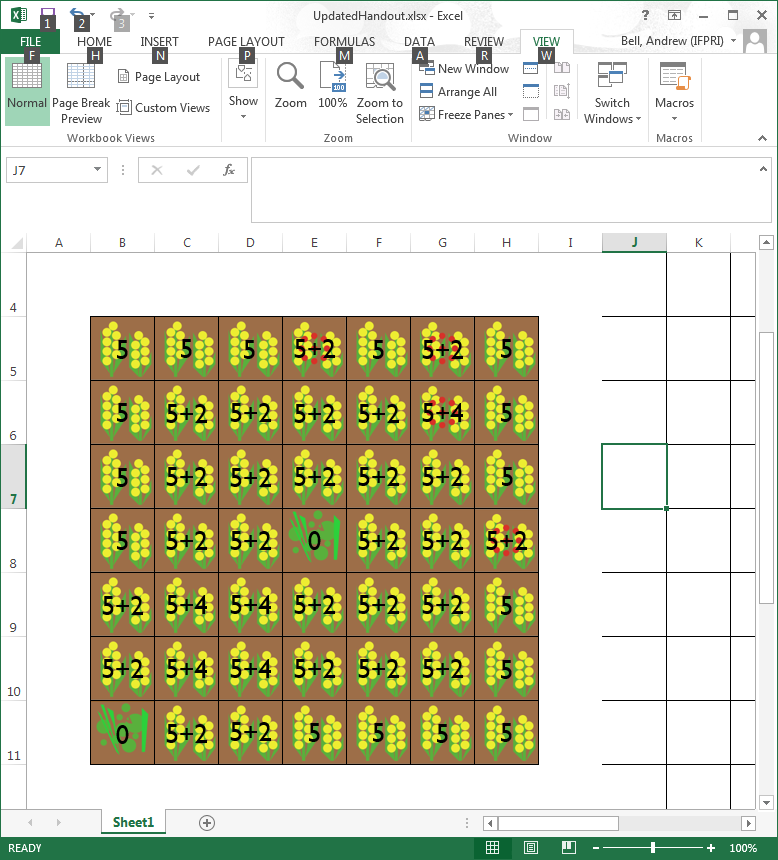 UpdatedHandout.xlsx - Excel
1 2 3
FILE HOME INSERT PAGE LAYOUT FORMULAS DATA REVIEW VIEW Bell, Andrew (IFPRI)
F H N P M A R W
Normal Page Break Preview Page Layout Custom Views
Show Zoom 100% Zoom to Selection
100
New Window
Arrange All
Freeze Panes
Switch Windows Macros
Workbook Views Zoom Window Macros
J7 fx
A B C D E F G H I J K
4
5 5 5 5 5+2 5 5+2 5
6 5 5+2 5+2 5+2 5+2 5+4 5
7 5 5+2 5+2 5+2 5+2 5+2 5
8 5 5+2 5+2 0 5+2 5+2 5+2
9 5+2 5+4 5+4 5+2 5+2 5+2 5
10 5+2 5+4 5+4 5+2 5+2 5+2 5
11 0 5+2 5+2 5 5 5 5
Sheet1
READY 100%